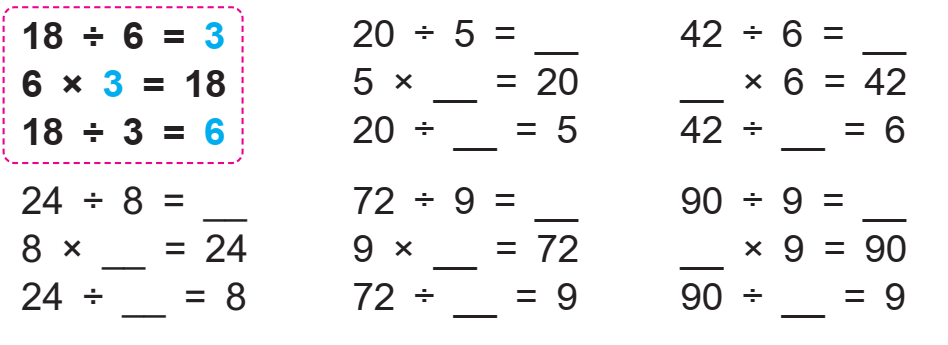 18 ÷ 6 = 3
6 × 3 = 18
18 ÷ 3 = 6
20 ÷ 5 = __
5 × __ = 20
20 ÷ __ = 5
42 ÷ 6 = __
__ × 6 = 42
42 ÷ __ = 6
24 ÷ 8 = __
8 × __ = 24
24 ÷ __ = 8
72 ÷ 9 = __
9 × __ = 72
72 ÷ __ = 9
90 ÷ 9 = __
__ × 9 = 90
90 ÷ __ = 9